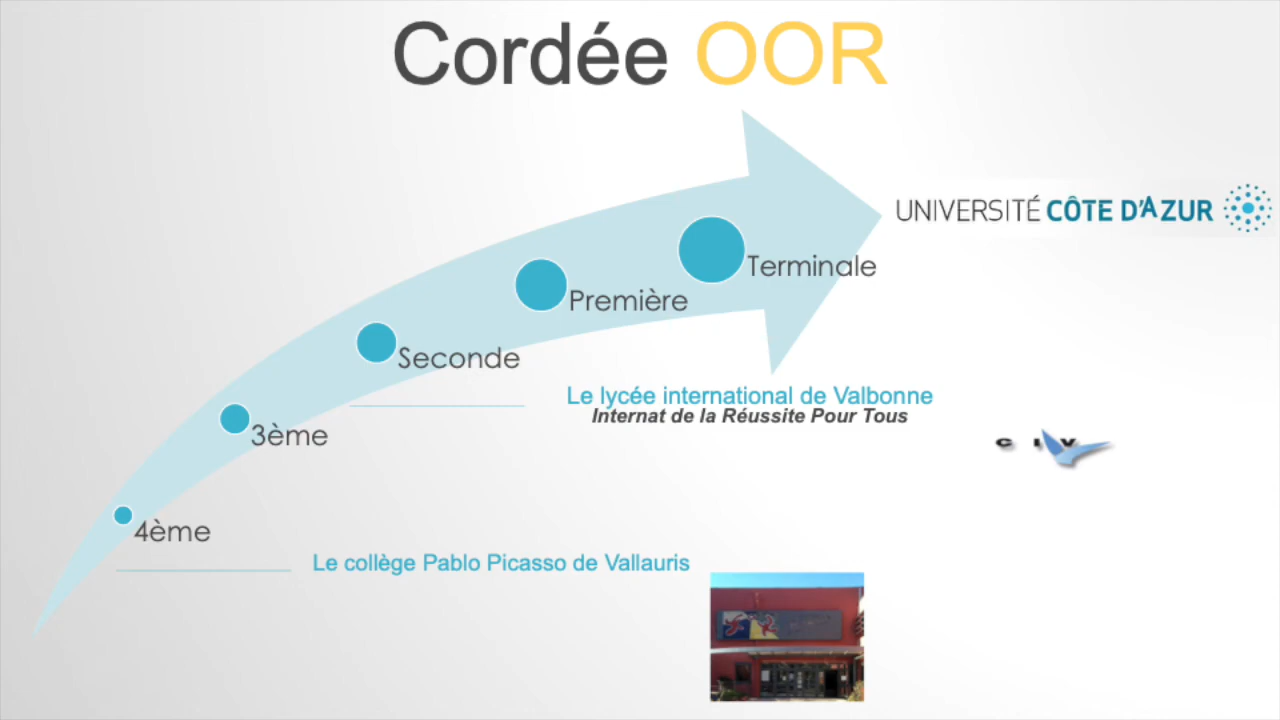 Cordée OOR
UNIVERSITÉ CÔTE D'AZUR
Terminale
Première
Seconde
Le lycée international de Valbonne
Internat de la Réussite Pour Tous
3ème
C I V
4ème
Le collège Pablo Picasso de Vallauris